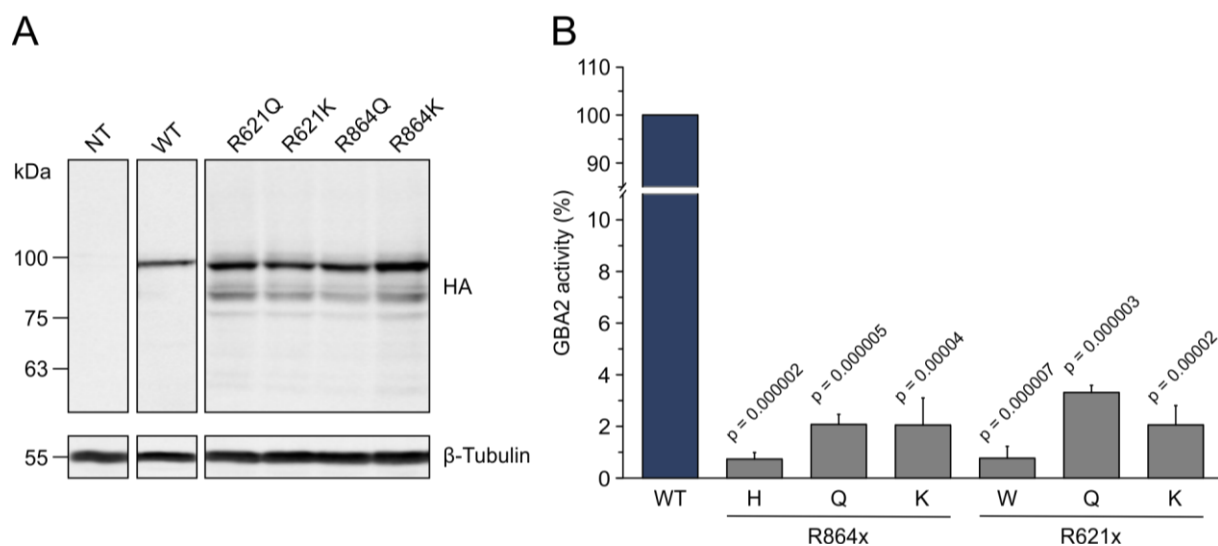 A
NT
WT
R621Q
R621K
R864Q
R864K
kDa
100
75
63
HA
55
β-Tubulin
B
GBA2 activity (%)
110
100
90
10
8
6
4
2
0
p = 0.000002
p = 0.000005
p = 0.00004
p = 0.000007
p = 0.000003
p = 0.00002
WT
H
Q
K
W
Q
K
R864x
R621x